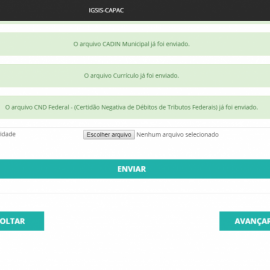 IGSIS-CAPAC
O arquivo CADIN Municipal já foi enviado.
O arquivo Currículo já foi enviado.
O arquivo CND Federal - (Certidão Negativa de Débitos de Tributos Federais) já foi enviado.
idade Escolher arquivo Nenhum arquivo selecionado
ENVIAR
OLTAR AVANÇAR